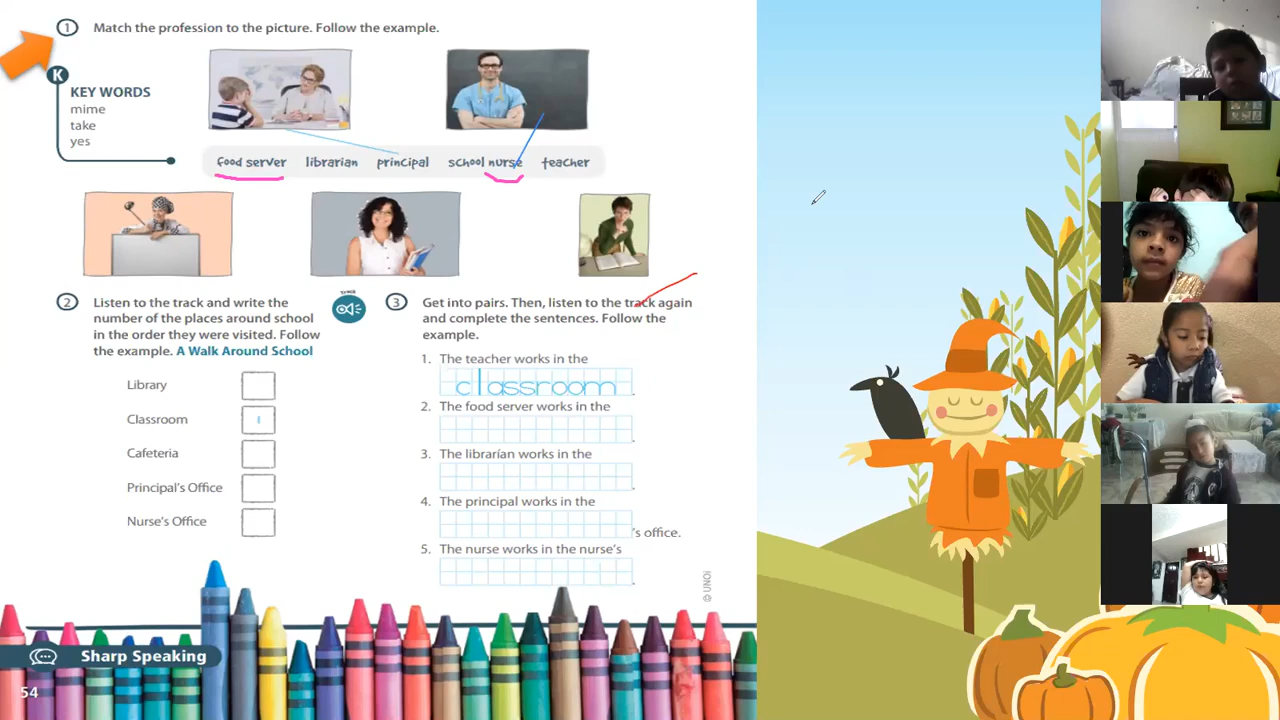 1 Match the profession to the picture. Follow the example.
K
KEY WORDS
mime
take
yes
food server librarian principal school nurse teacher
2 Listen to the track and write the
number of the places around school
in the order they were visited. Follow
the example. A Walk Around School
TRACK
Library
Classroom 1
Cafeteria
Principal's Office
Nurse's Office
3 Get into pairs. Then, listen to the track again
and complete the sentences. Follow the
example.
1. The teacher works in the
classroom.
2. The food server works in the
.
3. The librarían works in the
.
4. The principal works in the
's office.
5. The nurse works in the nurse's
.
© UNOi
Sharp Speaking
54